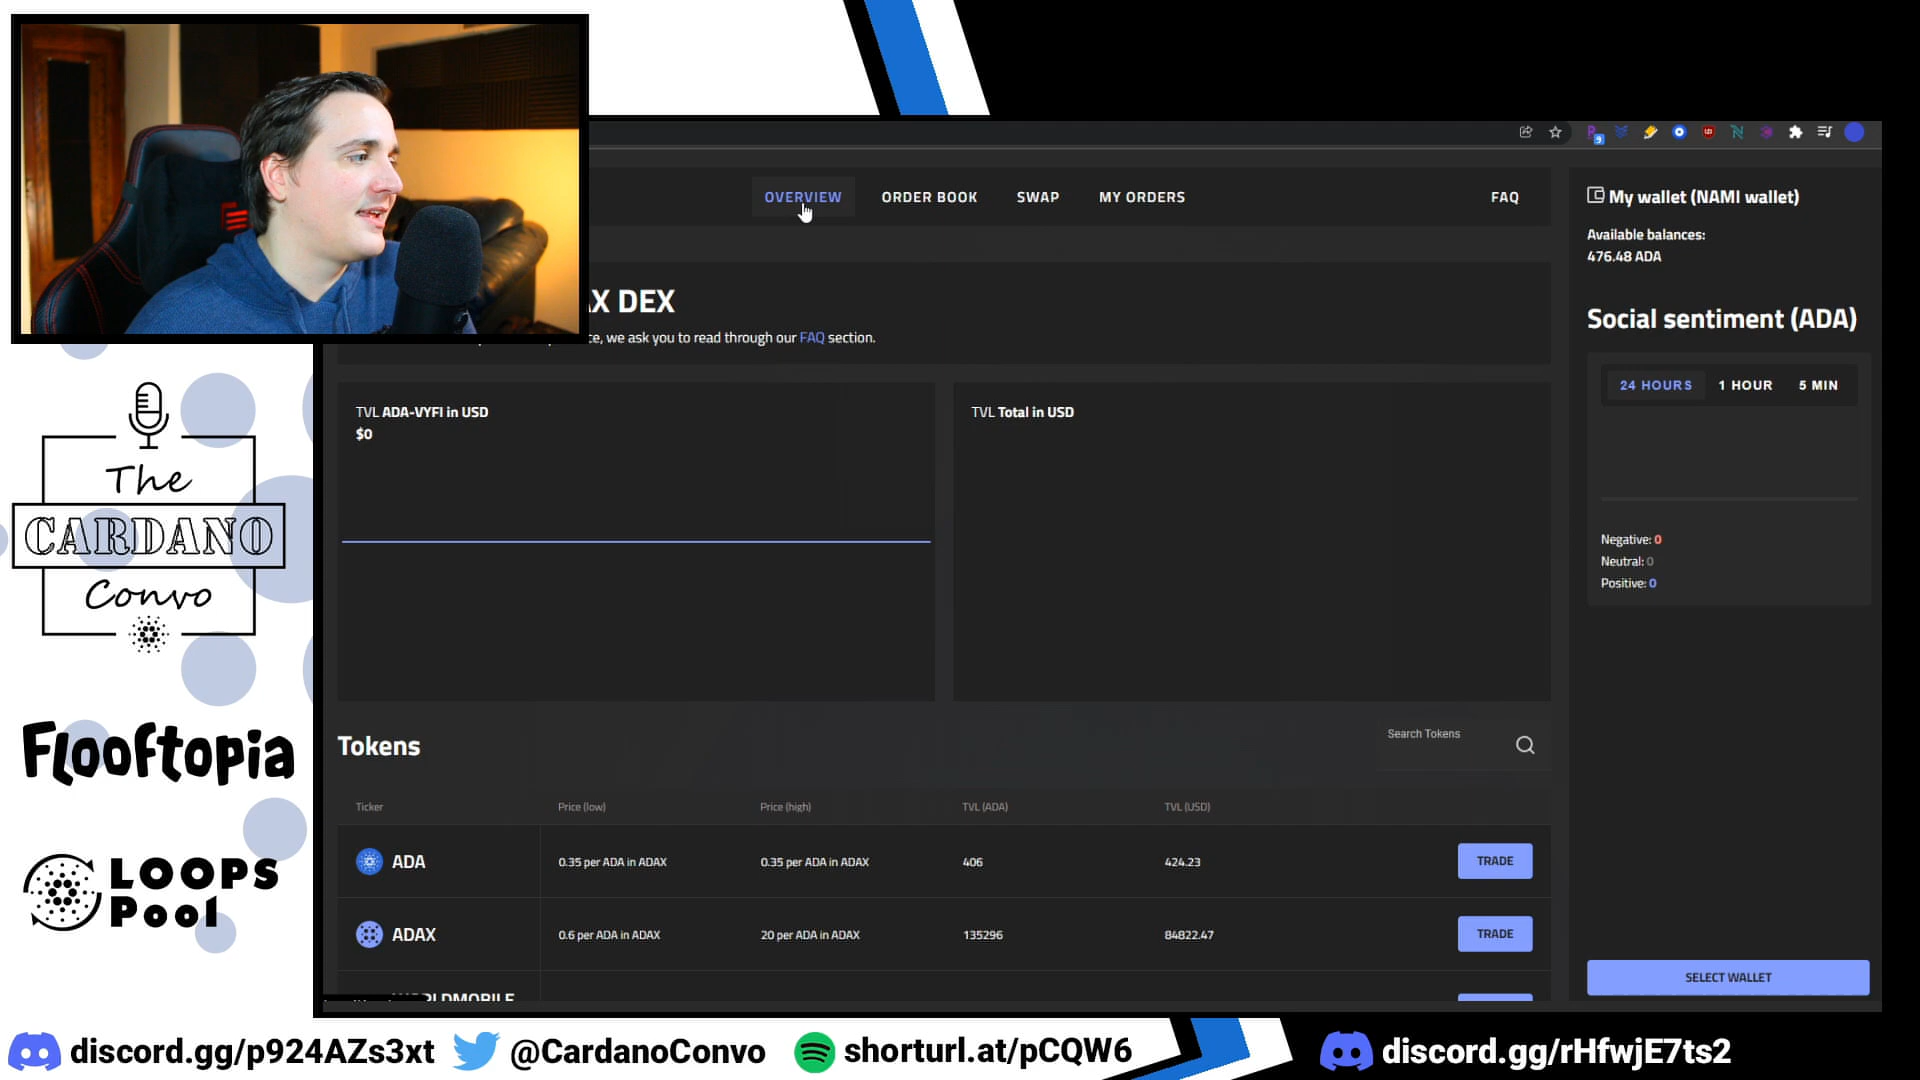 OVERVIEW
ORDER BOOK
SWAP
MY ORDERS
FAQ
My wallet (NAMI wallet)
Available balances:
476.48 ADA
X DEX
we ask you to read through our FAQ section.
Social sentiment (ADA)
24 HOURS
1 HOUR
5 MIN
TVL ADA-VYFI in USD
$0
TVL Total in USD
Negative: 0
Neutral: 0
Positive: 0
The
CARDANO
Convo
Flooftopia
LOOPS
Pool
Tokens
Search Tokens
Ticker
Price (low)
Price (high)
TVL (ADA)
TVL (USD)
ADA
0.35 per ADA in ADAX
0.35 per ADA in ADAX
406
424.23
TRADE
ADAX
0.6 per ADA in ADAX
20 per ADA in ADAX
135296
84822.47
TRADE
SELECT WALLET
discord.gg/p924AZs3xt
@CardanoConvo
shorturl.at/pCQW6
discord.gg/rHfwjE7ts2